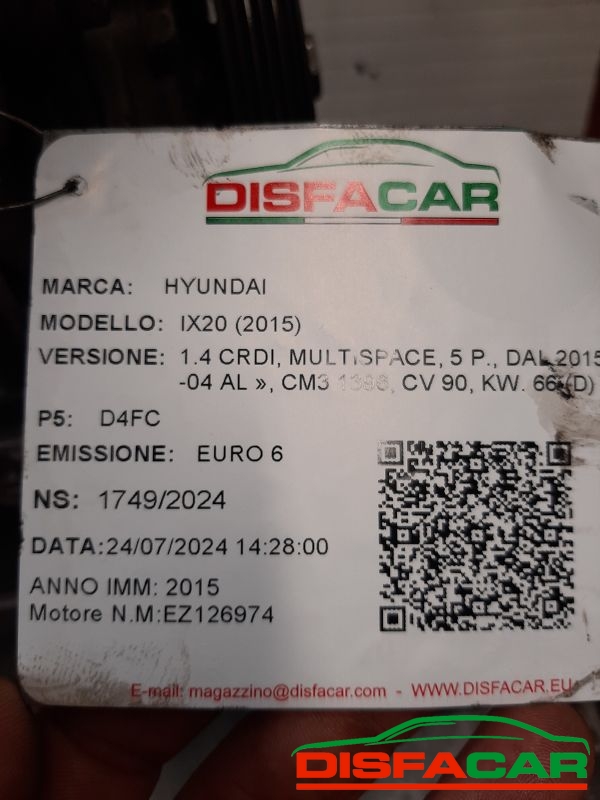 DISFACAR
MARCA: HYUNDAI
MODELLO: IX20 (2015)
VERSIONE: 1.4 CRDI, MULTISPACE, 5 P., DAL 2015
-04 AL », CM3 1396, CV 90, KW. 66 (D)
P5: D4FC
EMISSIONE: EURO 6
NS: 1749/2024
DATA:24/07/2024 14:28:00
ANNO IMM: 2015
Motore N.M:EZ126974
E-mail: magazzino@disfacar.com - WWW.DISFACAR.EU
DISFACAR